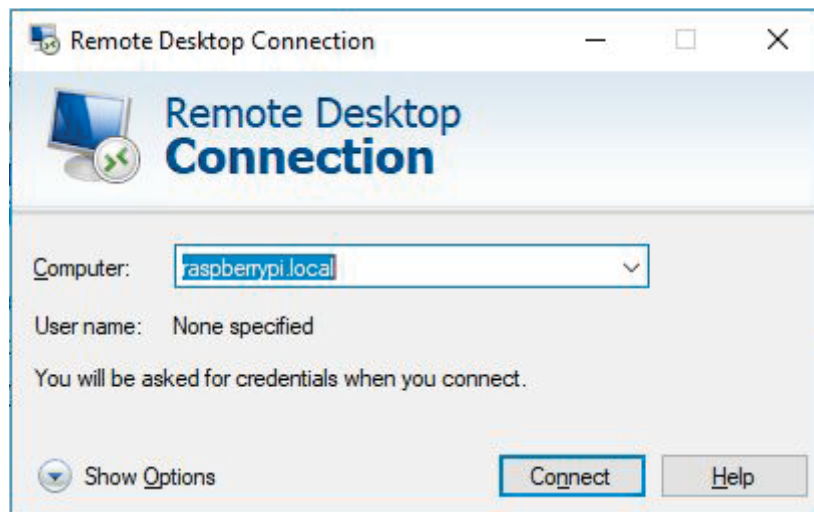 Remote Desktop Connection
Remote Desktop
Connection
Computer: raspberrypi.local
User name: None specified
You will be asked for credentials when you connect.
Show Options Connect Help